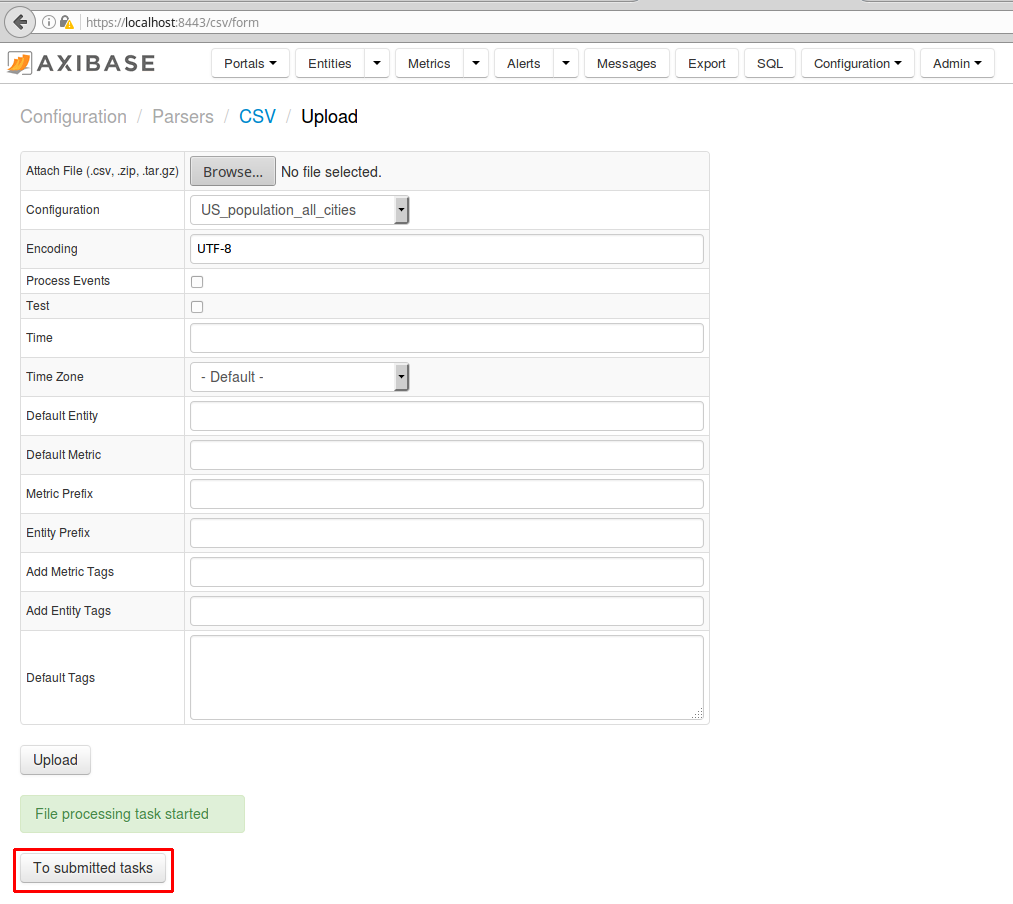 https://localhost:8443/csv/form
AXIBASE Portals Entities Metrics Alerts Messages Export SQL Configuration Admin
Configuration / Parsers / CSV / Upload
Attach File (.csv, .zip, .tar.gz) Browse... No file selected.
Configuration US_population_all_cities
Encoding UTF-8
Process Events
Test
Time
Time Zone - Default -
Default Entity
Default Metric
Metric Prefix
Entity Prefix
Add Metric Tags
Add Entity Tags
Default Tags
Upload
File processing task started
To submitted tasks